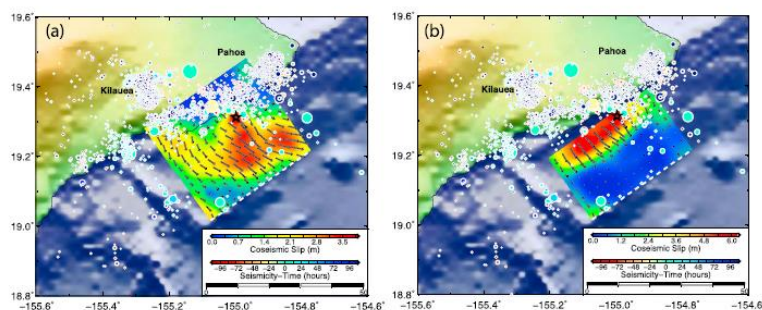 (a)
19.6°
Pahoa
Kilauea
19.4°
19.2°
19.0°
18.8°
0.0 0.7 1.4 2.1 2.8 3.5
Coseismic Slip (m)
−96 −72 −48 −24 0 24 48 72 96
Seismicity−Time (hours)
0 50
−155.6° −155.4° −155.2° −155.0° −154.8° −154.6°
(b)
19.6°
Pahoa
Kilauea
19.4°
19.2°
19.0°
18.8°
0.0 1.2 2.4 3.6 4.8 6.0
Coseismic Slip (m)
−96 −72 −48 −24 0 24 48 72 96
Seismicity−Time (hours)
0 50
−155.6° −155.4° −155.2° −155.0° −154.8° −154.6°